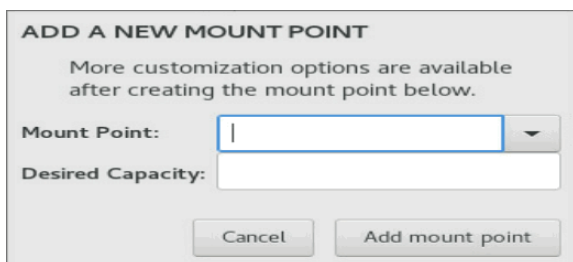 ADD A NEW MOUNT POINT
More customization options are available
after creating the mount point below.
Mount Point:
Desired Capacity:
Cancel
Add mount point